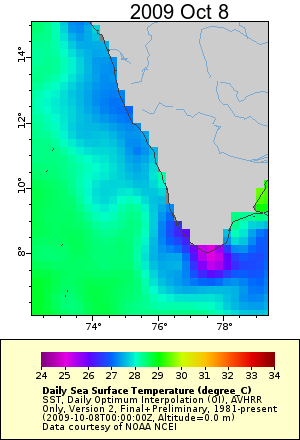 2009 Oct 8
14°
12°
10°
8°
74° 76° 78°
24 25 26 27 28 29 30 31 32 33 34
Daily Sea Surface Temperature (degree_C)
SST, Daily Optimum Interpolation (OI), AVHRR
Only, Version 2, Final+Preliminary, 1981-present
(2009-10-08T00:00:00Z, Altitude=0.0 m)
Data courtesy of NOAA NCEI